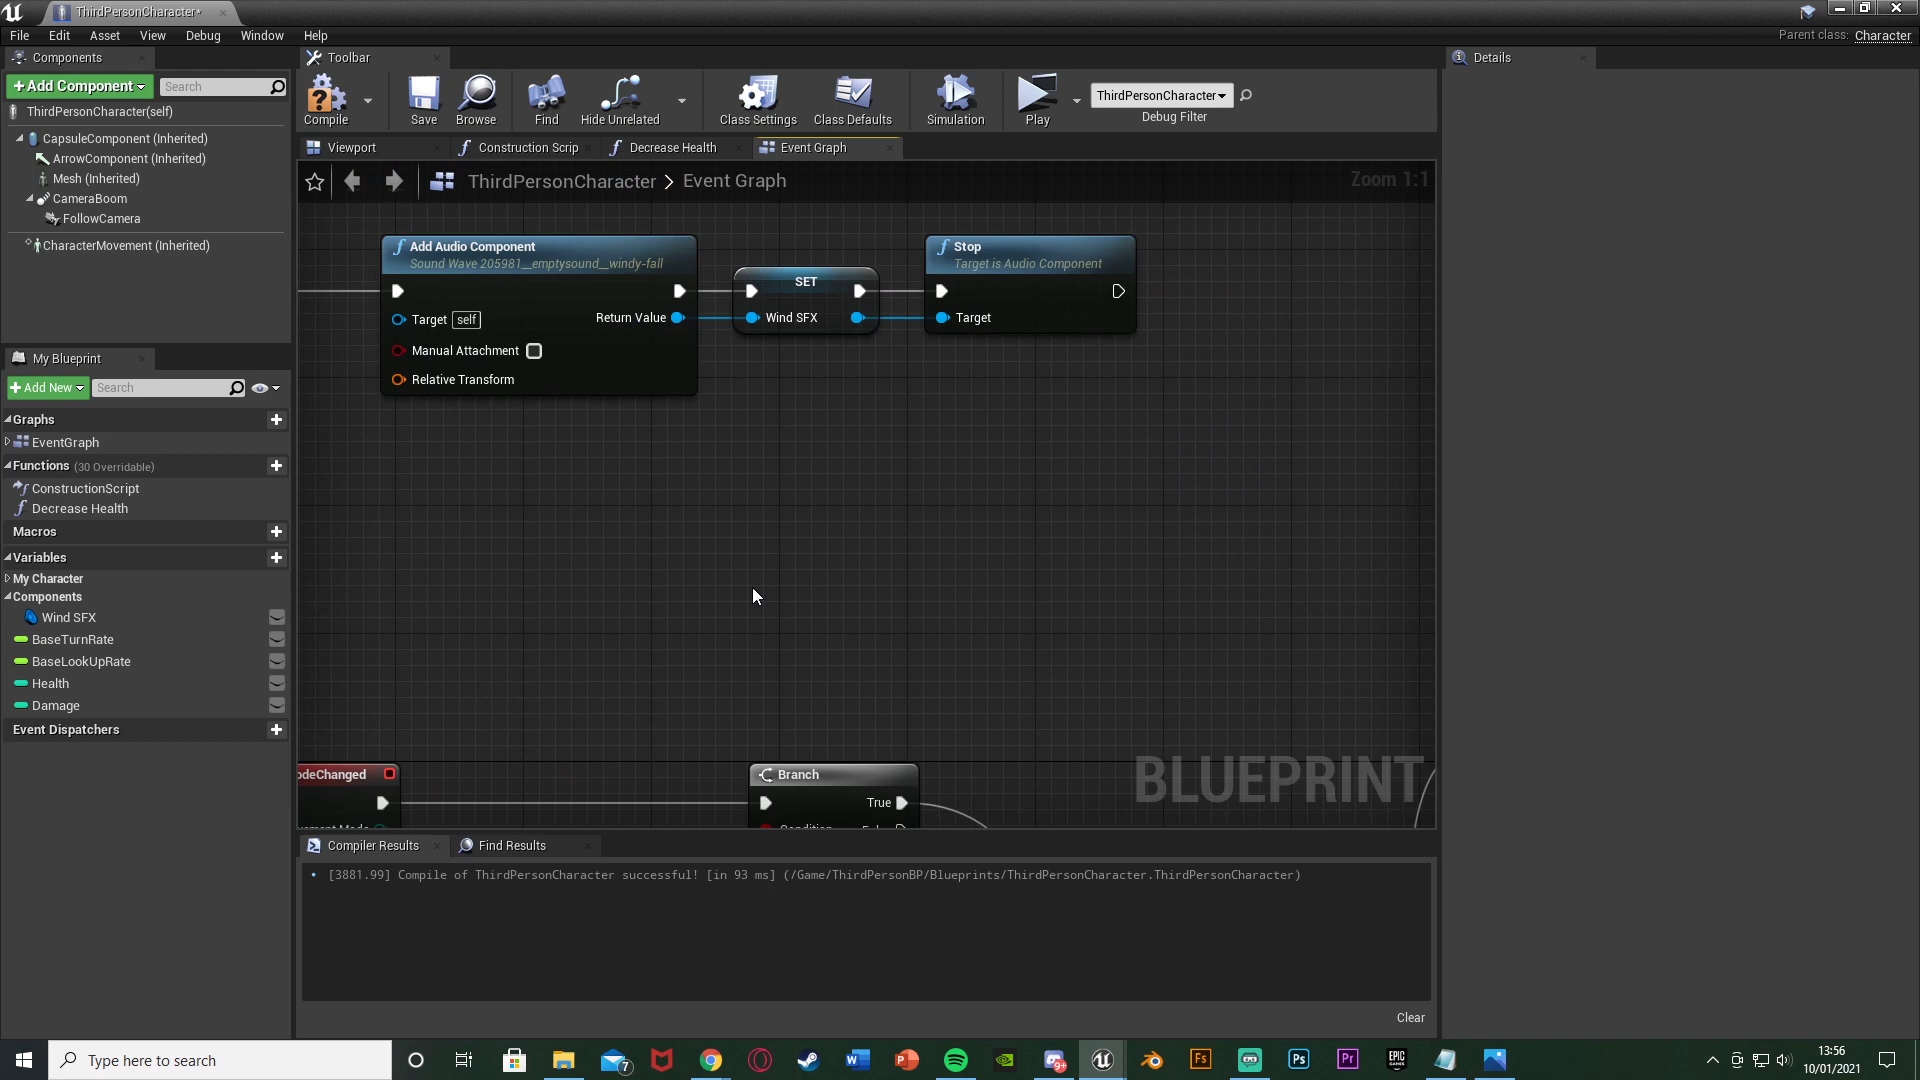 ThirdPersonCharacter*
File Edit Asset View Debug Window Help
Parent class: Character
Components
Toolbar
Details
+Add Component
Search
ThirdPersonCharacter(self)
CapsuleComponent (Inherited)
ArrowComponent (Inherited)
Mesh (Inherited)
CameraBoom
FollowCamera
CharacterMovement (Inherited)
Compile
Save
Browse
Find
Hide Unrelated
Class Settings
Class Defaults
Simulation
Play
ThirdPersonCharacter
Debug Filter
Viewport
Construction Scrip
Decrease Health
Event Graph
ThirdPersonCharacter > Event Graph
Zoom 1:1
Add Audio Component
Sound Wave 205981__emptysound__windy-fall
Target self
Return Value
Manual Attachment
Relative Transform
SET
Wind SFX
Stop
Target is Audio Component
Target
odeChanged
Branch
True
BLUEPRINT
My Blueprint
+Add New
Search
Graphs
EventGraph
Functions (30 Overridable)
ConstructionScript
Decrease Health
Macros
Variables
My Character
Components
Wind SFX
BaseTurnRate
BaseLookUpRate
Health
Damage
Event Dispatchers
Compiler Results
Find Results
[3881.99] Compile of ThirdPersonCharacter successful! [in 93 ms] (/Game/ThirdPersonBP/Blueprints/ThirdPersonCharacter.ThirdPersonCharacter)
Clear
Type here to search
7
9+
13:56
10/01/2021